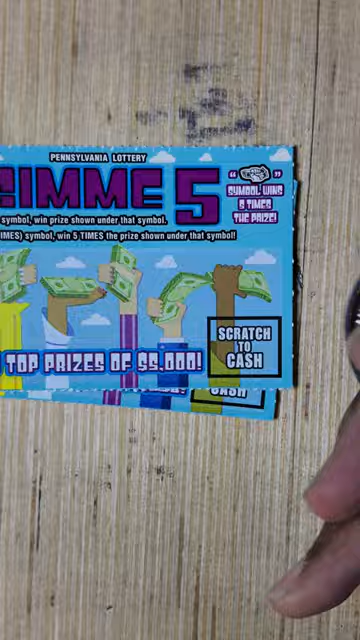 PENNSYLVANIA LOTTERY
GIMME 5
" " SYMBOL WINS
5 TIMES
THE PRIZE!
symbol, win prize shown under that symbol.
TIMES) symbol, win 5 TIMES the prize shown under that symbol!
TOP PRIZES OF $5,000!
SCRATCH
TO
CASH
CASH